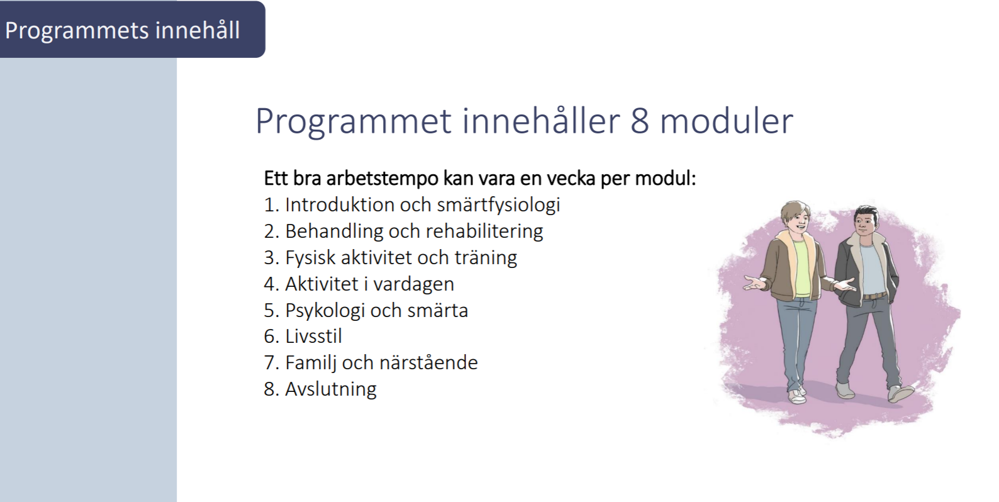 Programmets innehåll
Programmet innehåller 8 moduler
Ett bra arbetstempo kan vara en vecka per modul:
1. Introduktion och smärtfysiologi
2. Behandling och rehabilitering
3. Fysisk aktivitet och träning
4. Aktivitet i vardagen
5. Psykologi och smärta
6. Livsstil
7. Familj och närstående
8. Avslutning